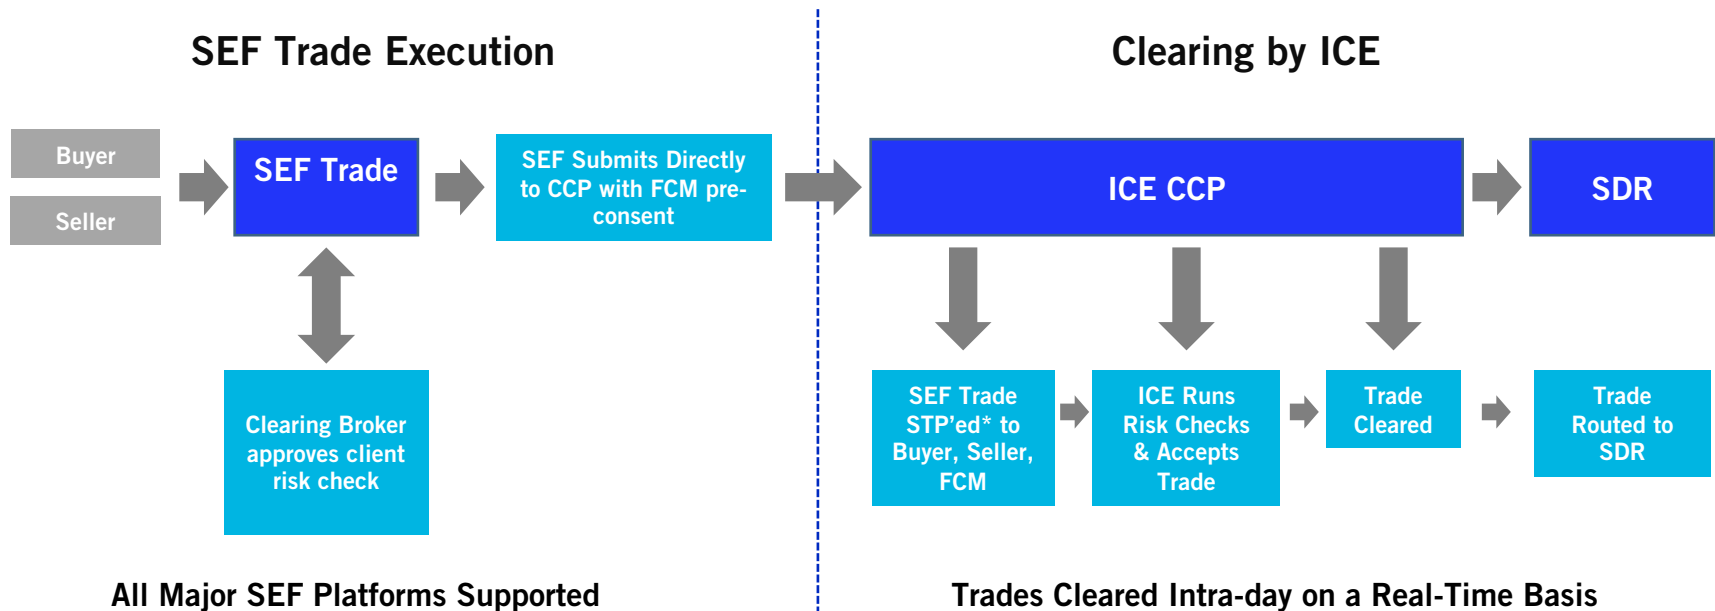 SEF Trade Execution
Clearing by ICE
Buyer
Seller
SEF Trade
SEF Submits Directly
to CCP with FCM pre-
consent
ICE CCP
SDR
Clearing Broker
approves client
risk check
SEF Trade
STP’ed* to
Buyer, Seller,
FCM
ICE Runs
Risk Checks
& Accepts
Trade
Trade
Cleared
Trade
Routed to
SDR
All Major SEF Platforms Supported
Trades Cleared Intra-day on a Real-Time Basis